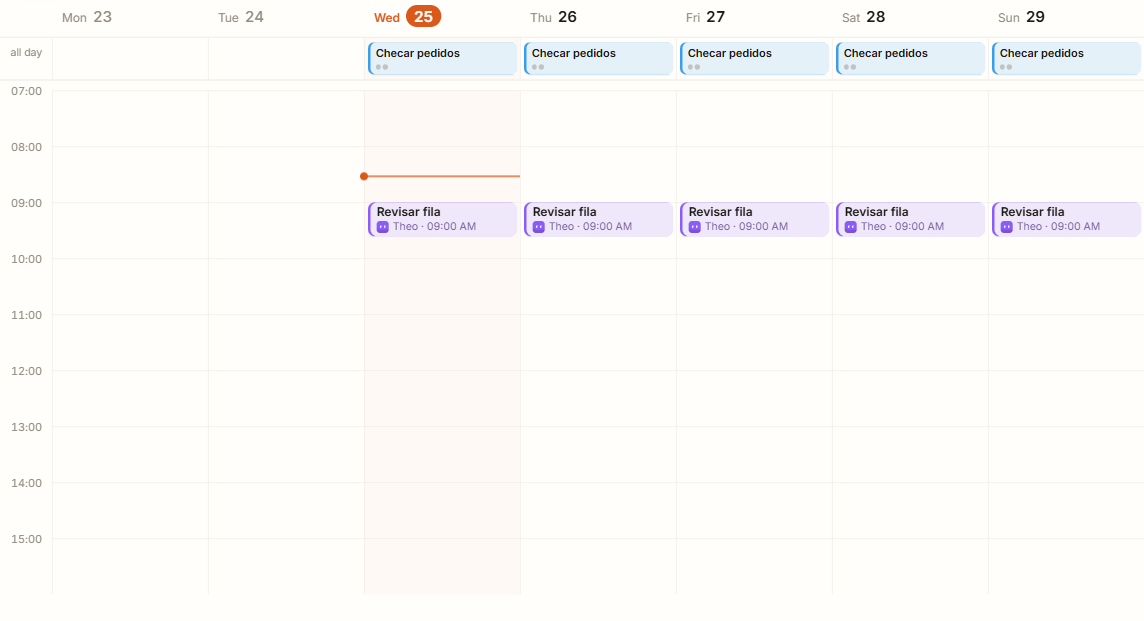 Mon 23 Tue 24 Wed 25 Thu 26 Fri 27 Sat 28 Sun 29
all day Checar pedidos Checar pedidos Checar pedidos Checar pedidos Checar pedidos
07:00
08:00
09:00 Revisar fila Revisar fila Revisar fila Revisar fila Revisar fila
Theo · 09:00 AM Theo · 09:00 AM Theo · 09:00 AM Theo · 09:00 AM Theo · 09:00 AM
10:00
11:00
12:00
13:00
14:00
15:00